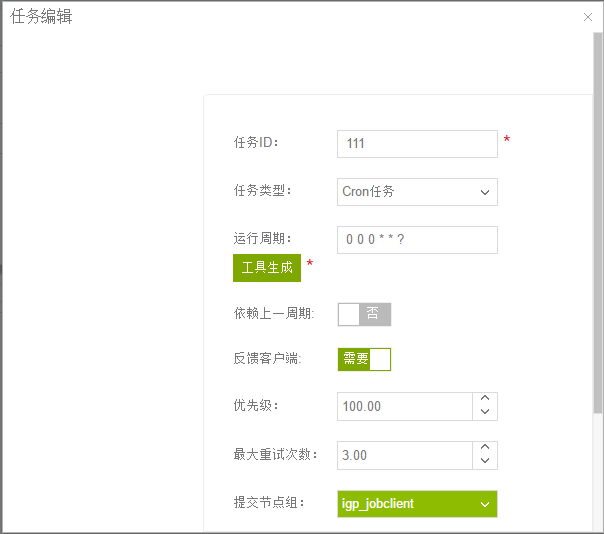 任务编辑
任务ID： 111 *
任务类型： Cron任务
运行周期： 0 0 0 * * ?
工具生成 *
依赖上一周期: 否
反馈客户端: 需要
优先级： 100.00
最大重试次数： 3.00
提交节点组： igp_jobclient